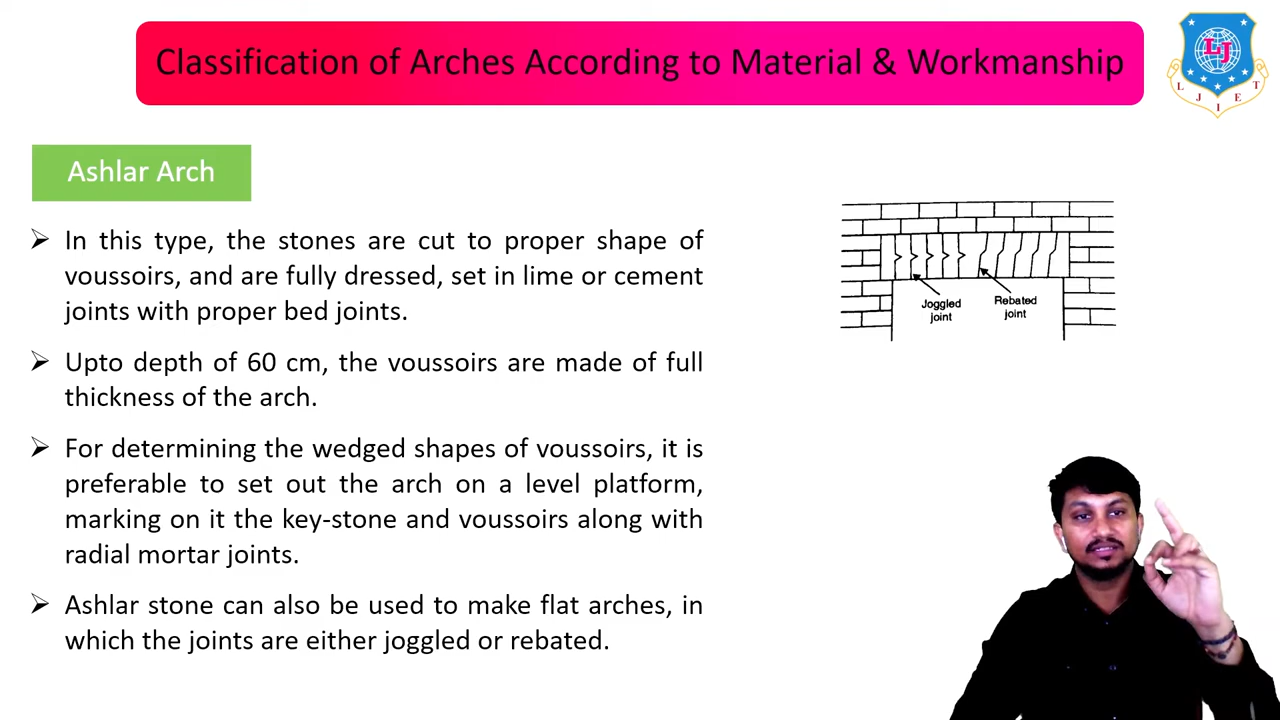 Classification of Arches According to Material & Workmanship
LJ
L J I E T
Ashlar Arch
In this type, the stones are cut to proper shape of
voussoirs, and are fully dressed, set in lime or cement
joints with proper bed joints.
Upto depth of 60 cm, the voussoirs are made of full
thickness of the arch.
For determining the wedged shapes of voussoirs, it is
preferable to set out the arch on a level platform,
marking on it the key-stone and voussoirs along with
radial mortar joints.
Ashlar stone can also be used to make flat arches, in
which the joints are either joggled or rebated.
Joggled
joint
Rebated
joint